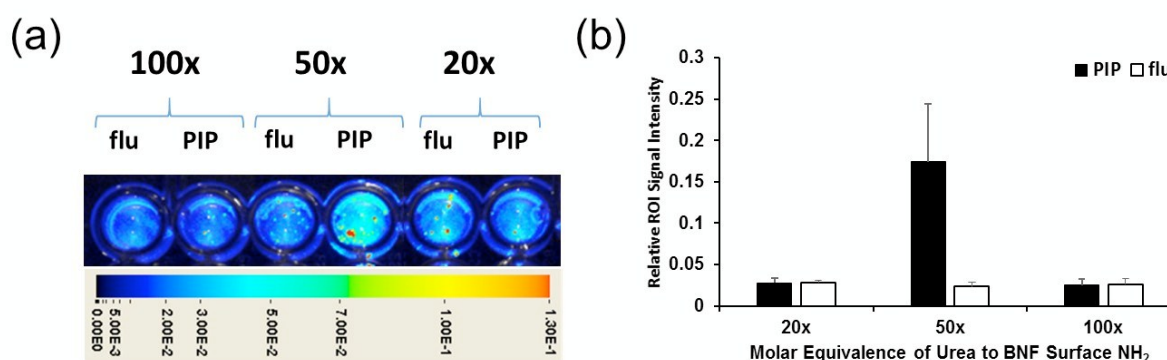 (a)
100x 50x 20x
flu PIP flu PIP flu PIP
0.00E0 5.00E-3 2.00E-2 3.00E-2 5.00E-2 7.00E-2 1.00E-1 1.30E-1
(b)
0.3
0.25
0.2
0.15
0.1
0.05
0
Relative ROI Signal Intensity
PIP flu
20x 50x 100x
Molar Equivalence of Urea to BNF Surface NH₂